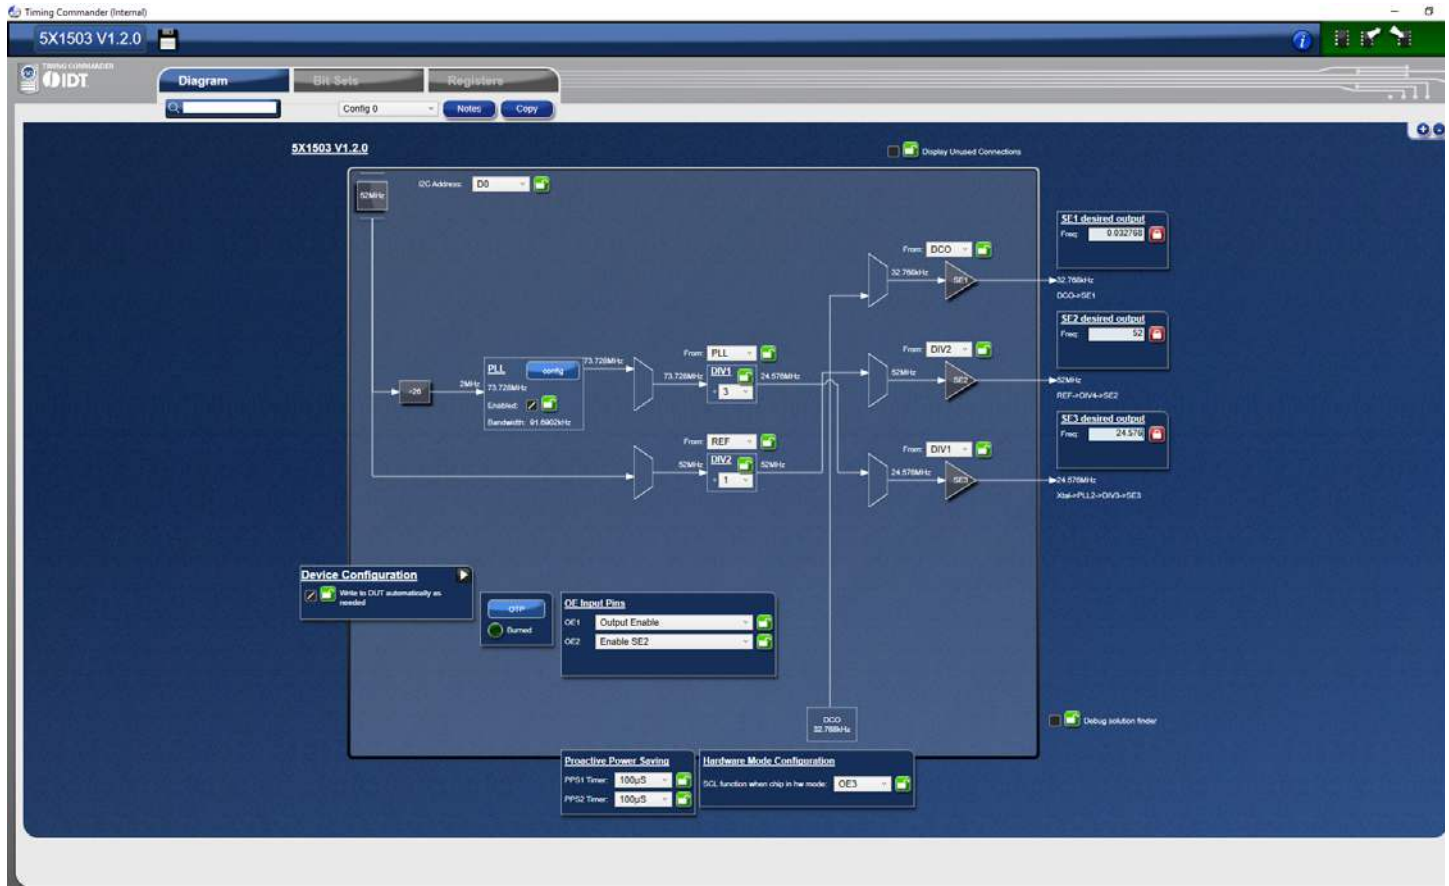 Timing Commander (Internal)
5X1503 V1.2.0
TIMING COMMANDER
IDT
Diagram
Bit Sets
Registers
Config 0
Notes
Copy
5X1503 V1.2.0
Display Unused Connections
52MHz
I2C Address: D0
SE1 desired output
Freq: 0.032768
From: DCO
32.768kHz
SE1
32.768kHz
DCO->SE1
SE2 desired output
Freq: 52
From: PLL
From: DIV2
PLL
config
73.728MHz
DIV1
÷ 3
73.728MHz
24.576MHz
52MHz
SE2
52MHz
REF->DIV4->SE2
÷26
2MHz
73.728MHz
Enabled:
Bandwidth: 91.6902kHz
SE3 desired output
Freq: 24.576
From: REF
From: DIV1
52MHz
DIV2
÷ 1
52MHz
24.576MHz
SE3
24.576MHz
Xtal->PLL2->DIV3->SE3
Device Configuration
Write to DUT automatically as
needed
OTP
Burned
OE Input Pins
OE1 Output Enable
OE2 Enable SE2
DCO
32.768kHz
Debug solution finder
Proactive Power Saving
PPS1 Timer: 100µS
PPS2 Timer: 100µS
Hardware Mode Configuration
SCL function when chip in hw mode: OE3